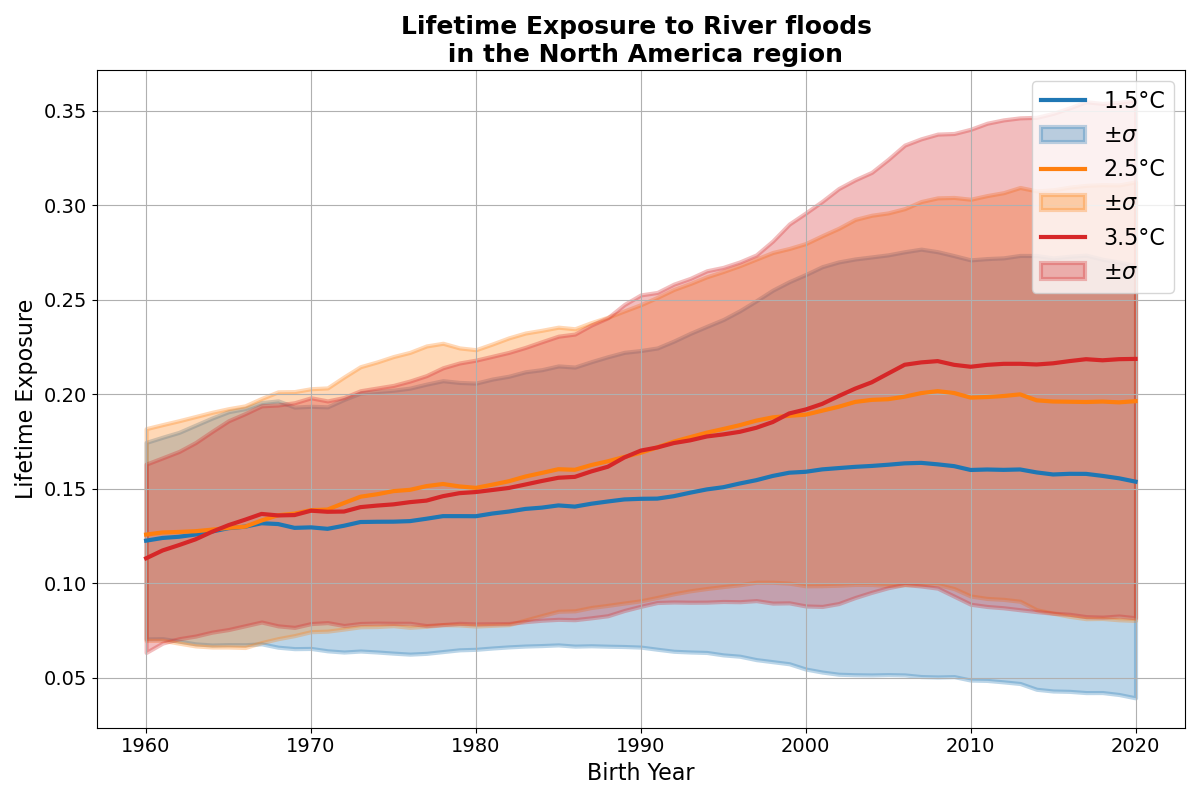 Lifetime Exposure to River floods
in the North America region
Lifetime Exposure
0.35
0.30
0.25
0.20
0.15
0.10
0.05
1960 1970 1980 1990 2000 2010 2020
Birth Year
1.5°C
±σ
2.5°C
±σ
3.5°C
±σ